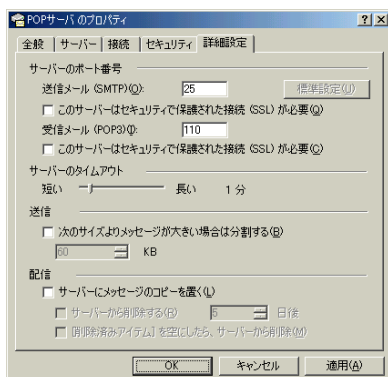 POPサーバ のプロパティ
全般 サーバー 接続 セキュリティ 詳細設定
サーバーのポート番号
送信メール (SMTP)(O): 25 標準設定(U)
このサーバーはセキュリティで保護された接続 (SSL) が必要(Q)
受信メール (POP3)(I): 110
このサーバーはセキュリティで保護された接続 (SSL) が必要(C)
サーバーのタイムアウト
短い 長い 1 分
送信
次のサイズよりメッセージが大きい場合は分割する(B)
60 KB
配信
サーバーにメッセージのコピーを置く(L)
サーバーから削除する(R) 5 日後
[削除済みアイテム] を空にしたら、サーバーから削除(M)
OK キャンセル 適用(A)